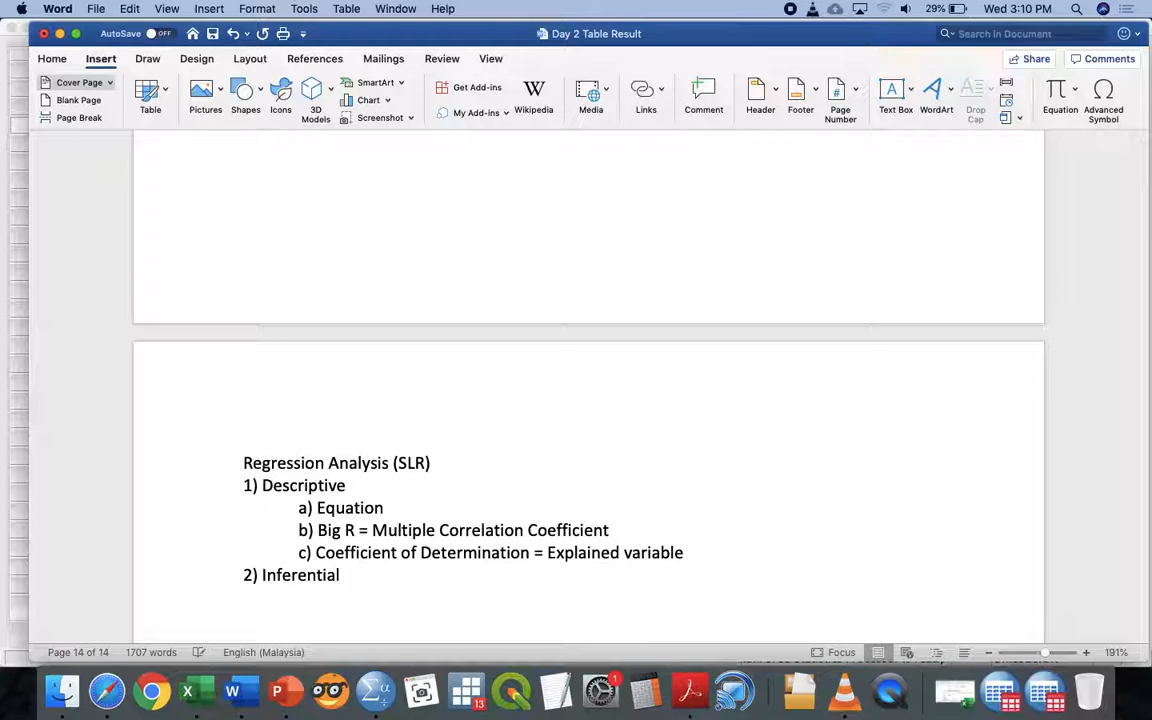 Word File Edit View Insert Format Tools Table Window Help 29% Wed 3:10 PM
AutoSave OFF Day 2 Table Result Search in Document
Home Insert Draw Design Layout References Mailings Review View Share Comments
Cover Page
Blank Page
Page Break
Table
Pictures
Shapes
Icons
3D Models
SmartArt
Chart
Screenshot
Get Add-ins
My Add-ins
W
Wikipedia
Media
Links
Comment
Header
Footer
Page Number
Text Box
WordArt
Drop Cap
Equation
Advanced Symbol
Regression Analysis (SLR)
1) Descriptive
a) Equation
b) Big R = Multiple Correlation Coefficient
c) Coefficient of Determination = Explained variable
2) Inferential
Page 14 of 14 1707 words English (Malaysia) Focus 191%
13
1